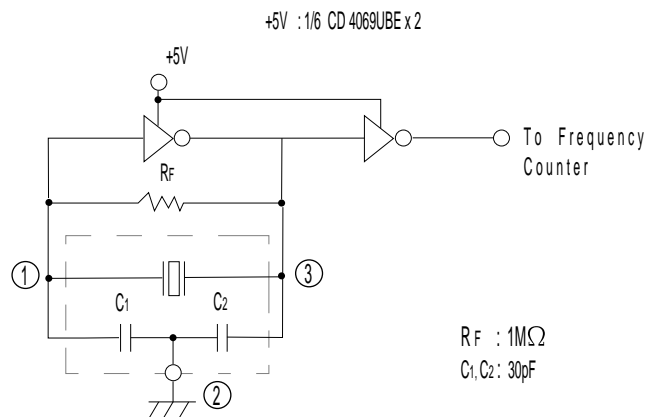 +5V : 1/6 CD 4069UBE x 2
+5V
To Frequency
Counter
RF
①
③
C1
C2
RF : 1MΩ
C1, C2 : 30pF
②